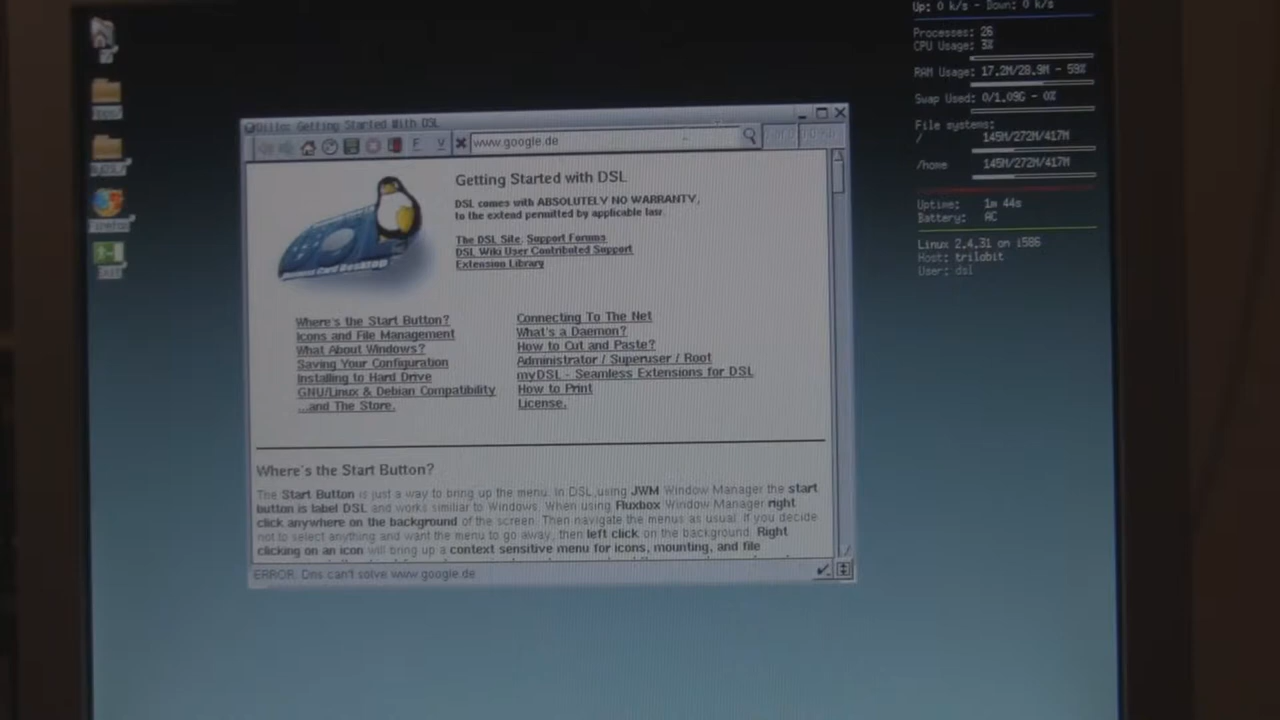 Up: 0 k/s - Down: 0 k/s
Processes: 26
CPU Usage: 3%
RAM Usage: 17.2M/28.9M - 59%
Swap Used: 0/1.09G - 0%
File systems:
/ 145M/272M/417M
/home 145M/272M/417M
Uptime: 1m 44s
Battery: AC
Linux 2.4.31 on i586
Host: trilobit
User: dsl
Dillo: Getting Started With DSL
www.google.de
Getting Started with DSL
DSL comes with ABSOLUTELY NO WARRANTY,
to the extend permitted by applicable law.
The DSL Site, Support Forums
DSL Wiki User Contributed Support
Extension Library
Where's the Start Button?
Icons and File Management
What About Windows?
Saving Your Configuration
Installing to Hard Drive
GNU/Linux & Debian Compatibility
...and The Store.
Connecting To The Net
What's a Daemon?
How to Cut and Paste?
Administrator / Superuser / Root
myDSL - Seamless Extensions for DSL
How to Print
License.
Where's the Start Button?
The Start Button is just a way to bring up the menu. In DSL,using JWM Window Manager the start
button is label DSL and works similiar to Windows. When using Fluxbox Window Manager right
click anywhere on the background of the screen. Then navigate the menus as usual. If you decide
not to select anything and want the menu to go away, then left click on the background. Right
clicking on an icon will bring up a context sensitive menu for icons, mounting, and file
ERROR: Dns can't solve www.google.de